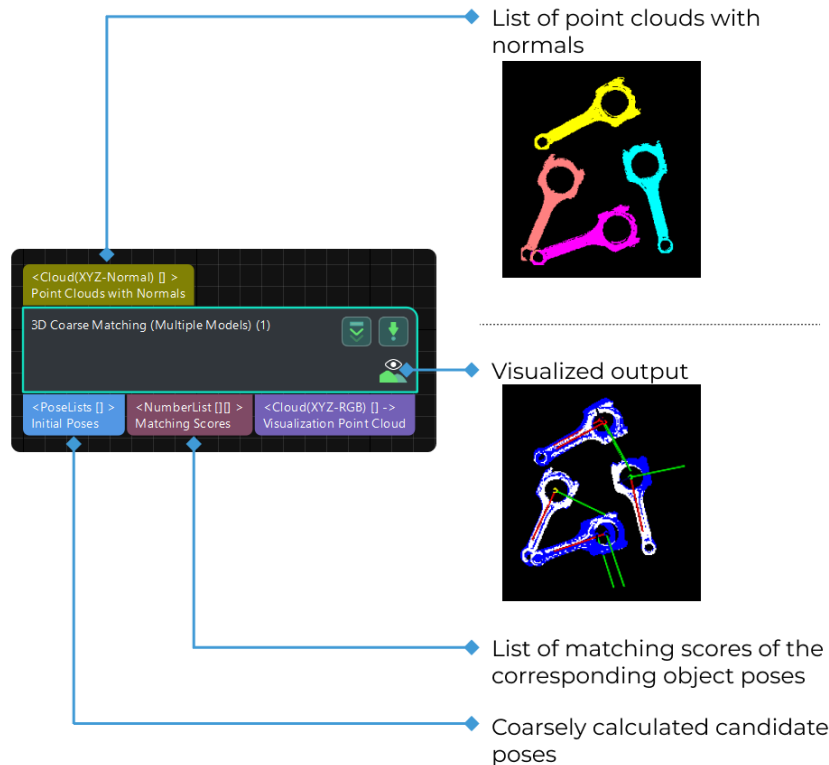 List of point clouds with
normals
<Cloud(XYZ-Normal) [] >
Point Clouds with Normals
3D Coarse Matching (Multiple Models) (1)
<PoseLists [] >
Initial Poses
<NumberList [][] >
Matching Scores
<Cloud(XYZ-RGB) [] ->
Visualization Point Cloud
Visualized output
List of matching scores of the
corresponding object poses
Coarsely calculated candidate
poses